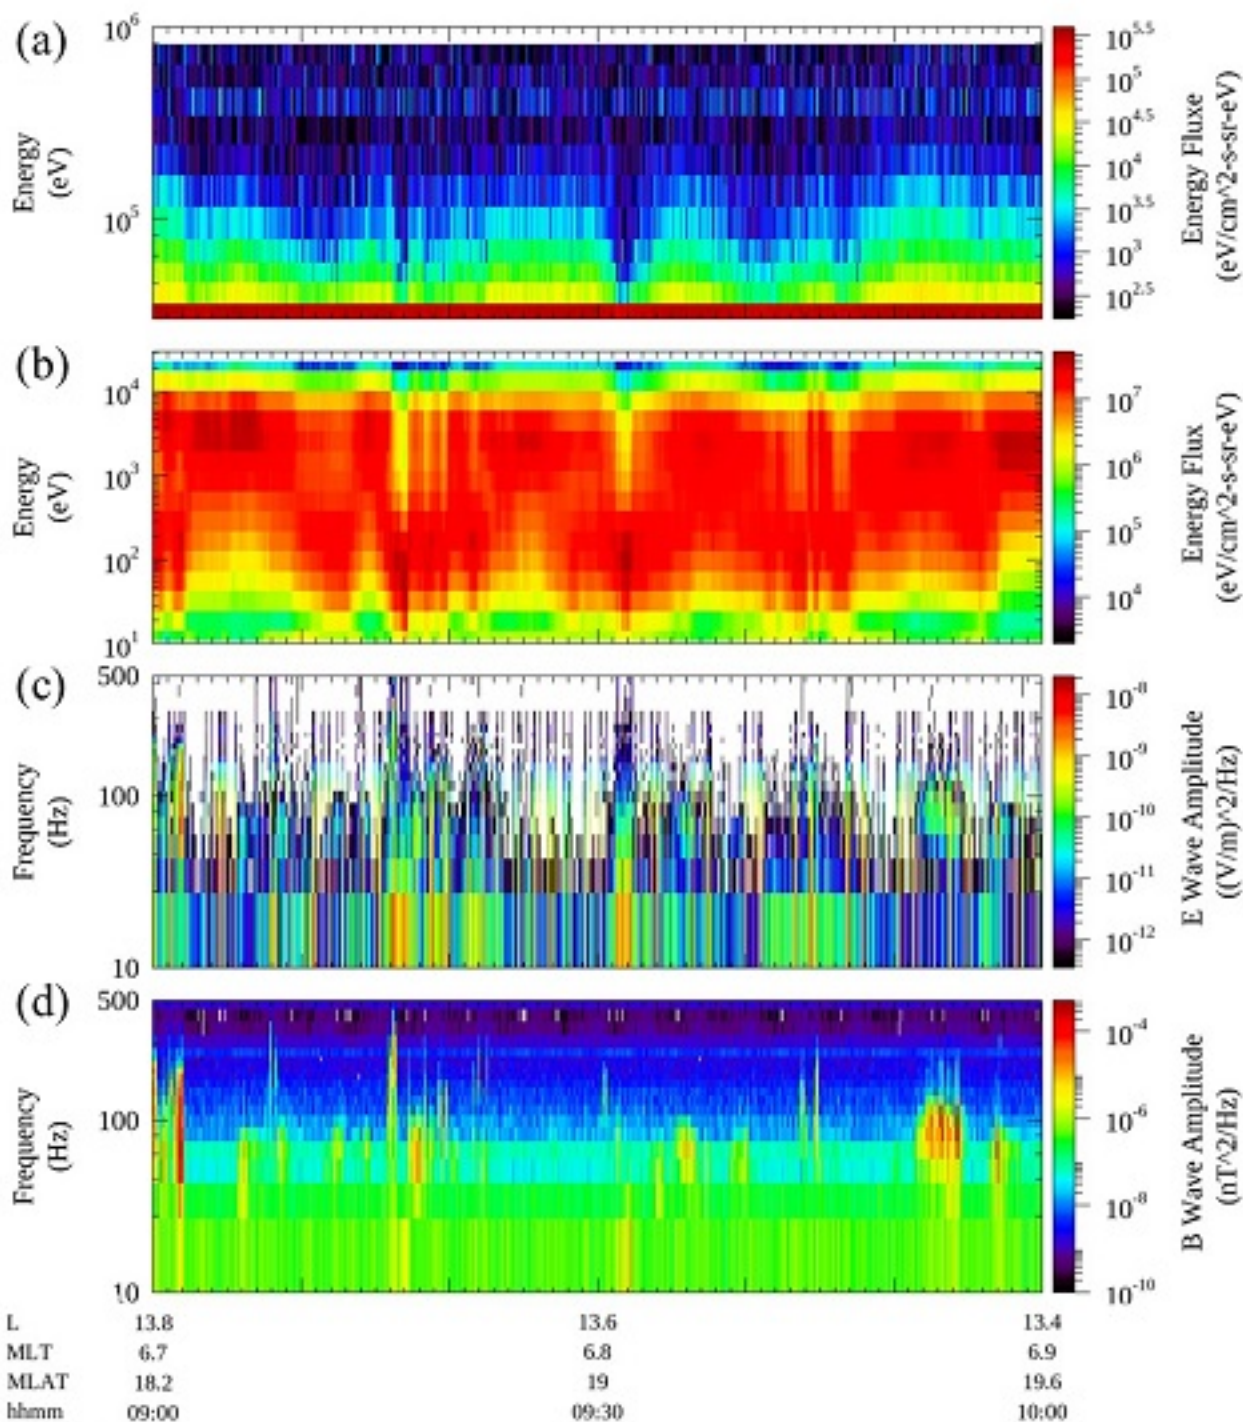 (a)
10^6
10^5
Energy
(eV)
10^5.5
10^5
10^4.5
10^4
10^3.5
10^3
10^2.5
Energy Fluxe
(eV/cm^2-s-sr-eV)
(b)
10^4
10^3
10^2
10^1
Energy
(eV)
10^7
10^6
10^5
10^4
Energy Flux
(eV/cm^2-s-sr-eV)
(c)
500
100
10
Frequency
(Hz)
10^-8
10^-9
10^-10
10^-11
10^-12
E Wave Amplitude
((V/m)^2/Hz)
(d)
500
100
10
Frequency
(Hz)
10^-4
10^-6
10^-8
10^-10
B Wave Amplitude
(nT^2/Hz)
L 13.8 13.6 13.4
MLT 6.7 6.8 6.9
MLAT 18.2 19 19.6
hhmm 09:00 09:30 10:00